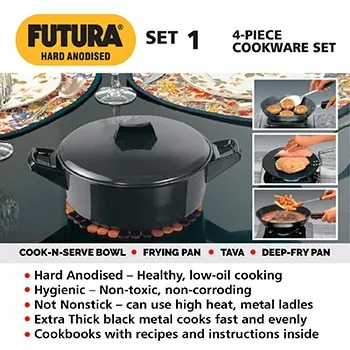 FUTURA®
HARD ANODISED
SET 1
4-PIECE
COOKWARE SET
COOK-N-SERVE BOWL • FRYING PAN • TAVA • DEEP-FRY PAN
• Hard Anodised – Healthy, low-oil cooking
• Hygienic – Non-toxic, non-corroding
• Not Nonstick – can use high heat, metal ladles
• Extra Thick black metal cooks fast and evenly
• Cookbooks with recipes and instructions inside